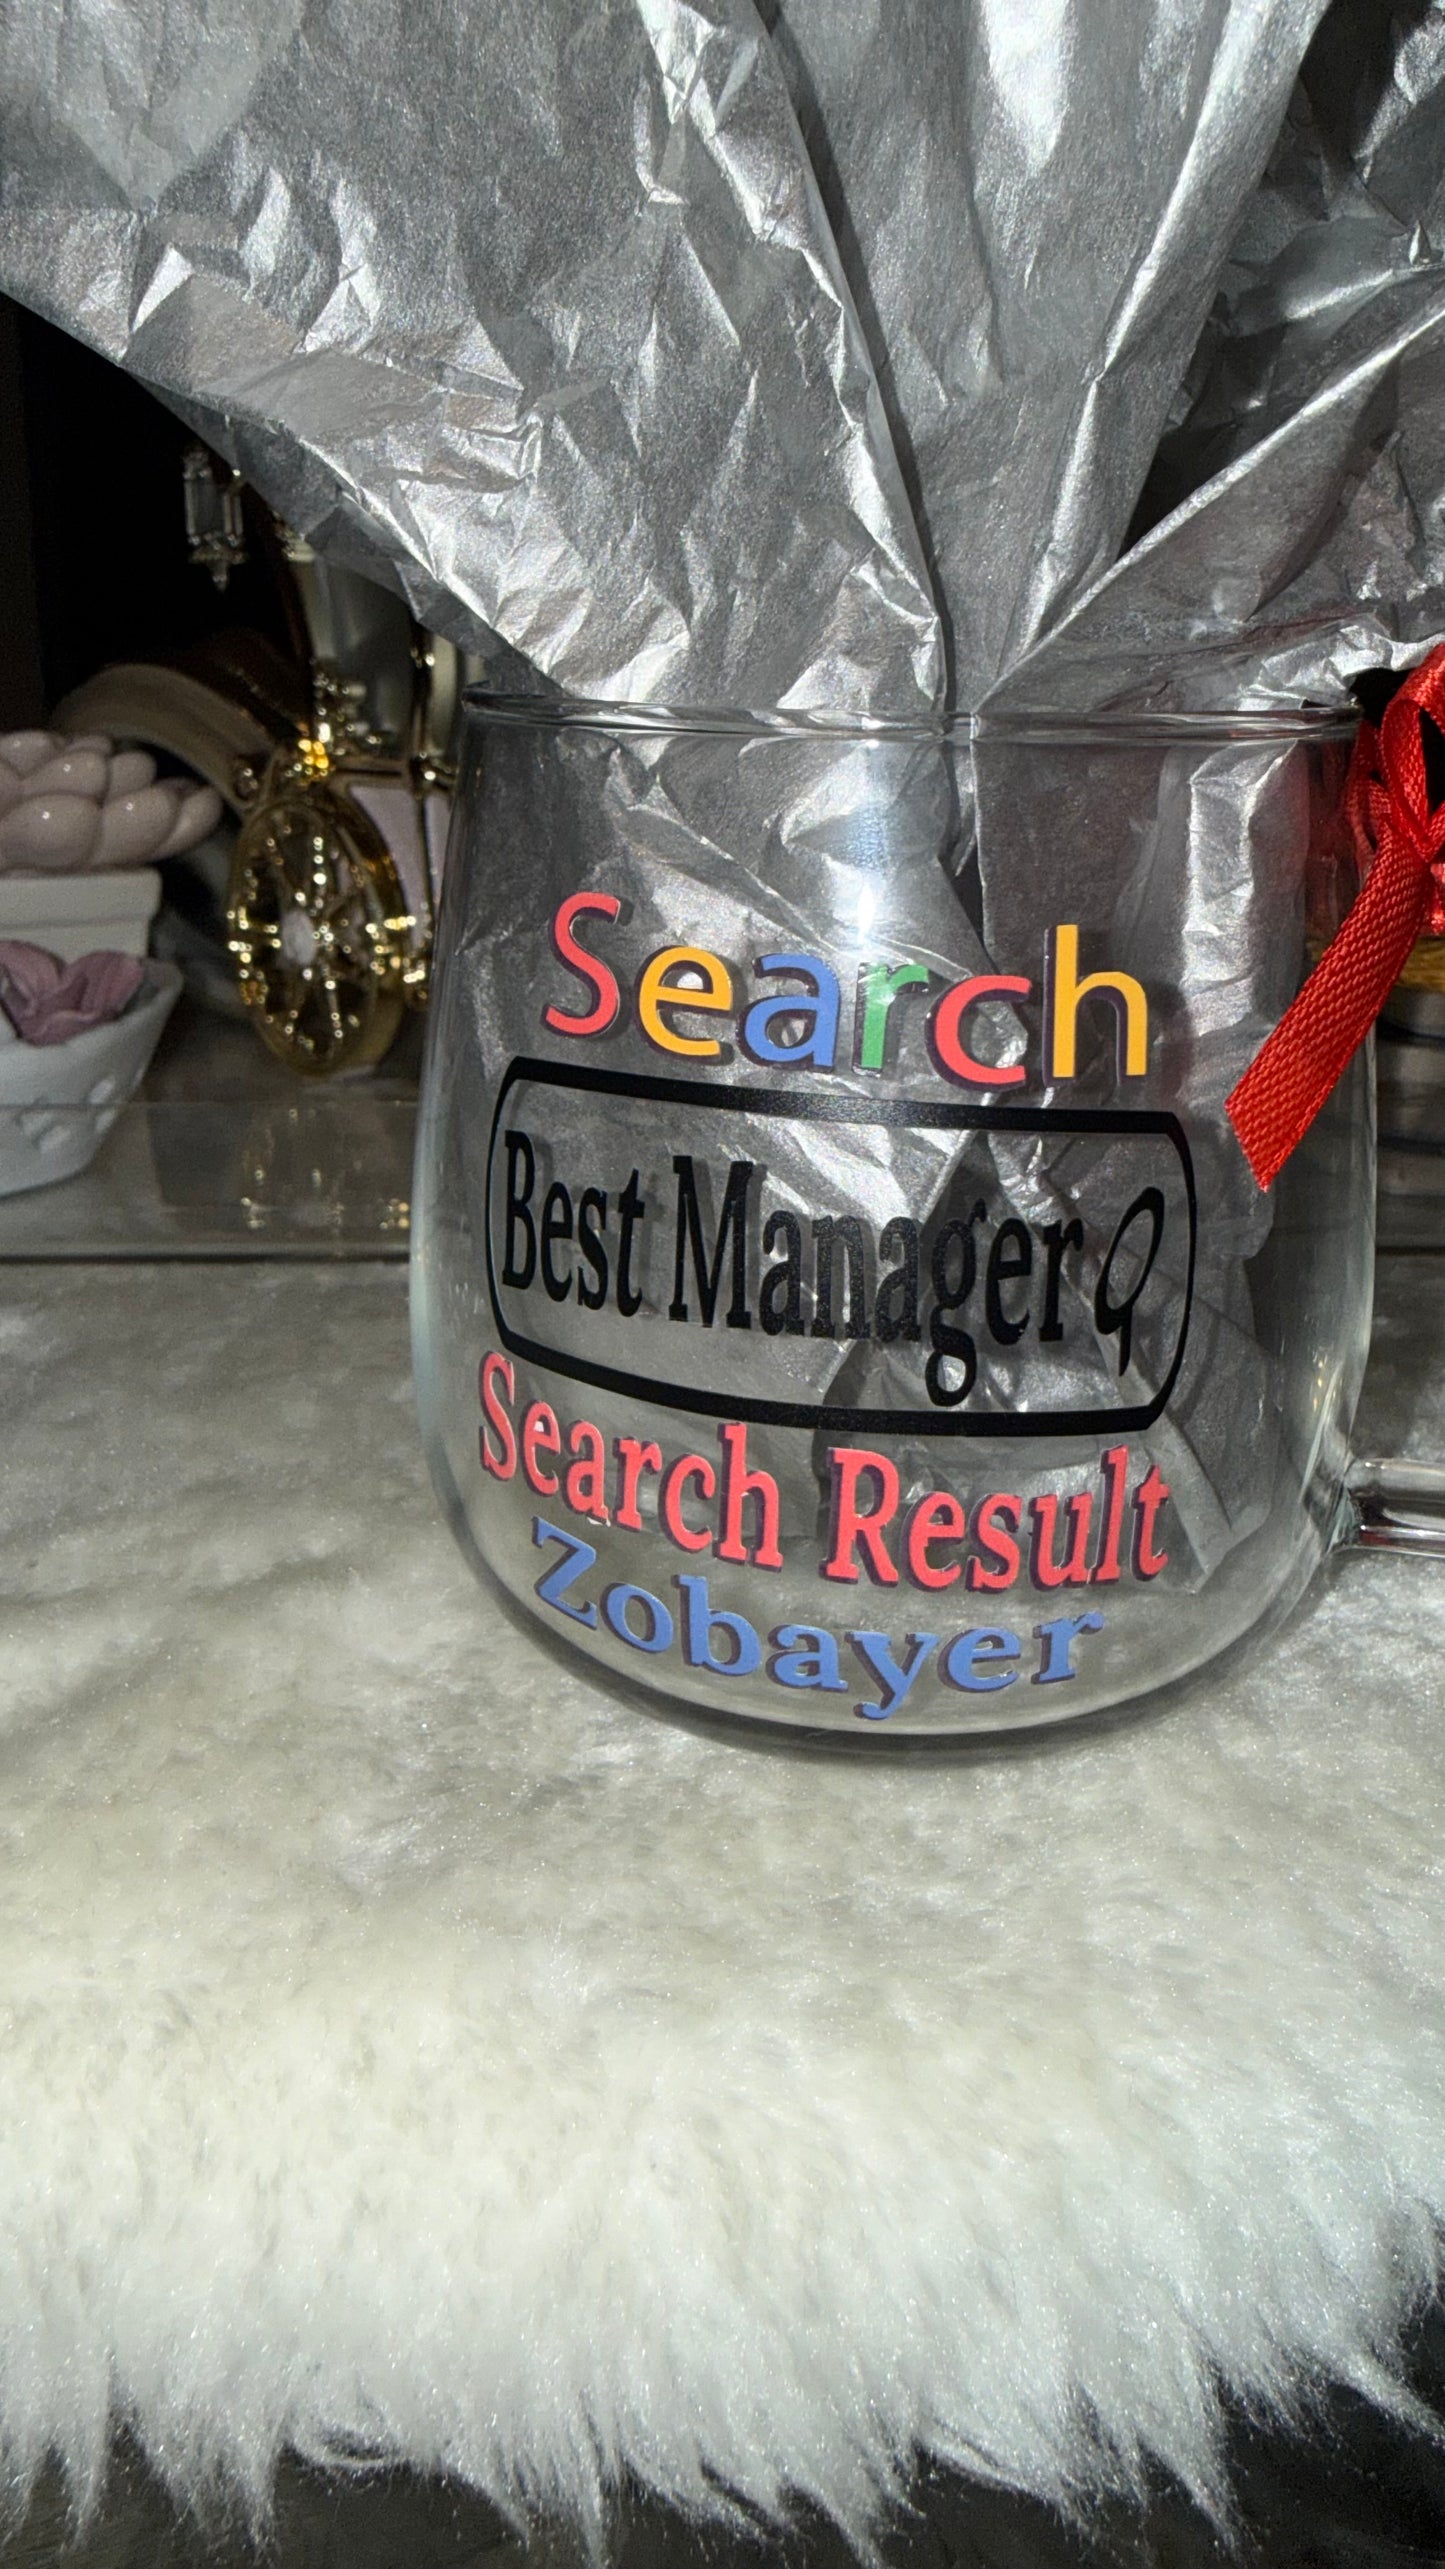 Search
Best Manager
Search Result
Zobayer